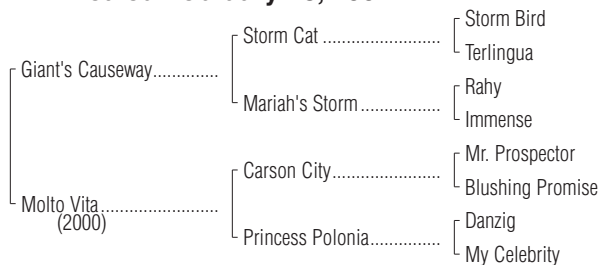 Storm Bird
Storm Cat........................
Terlingua
Giant's Causeway..............
Rahy
Mariah's Storm..................
Immense
Mr. Prospector
Carson City........................
Blushing Promise
Molto Vita.........................
(2000)
Danzig
Princess Polonia................
My Celebrity